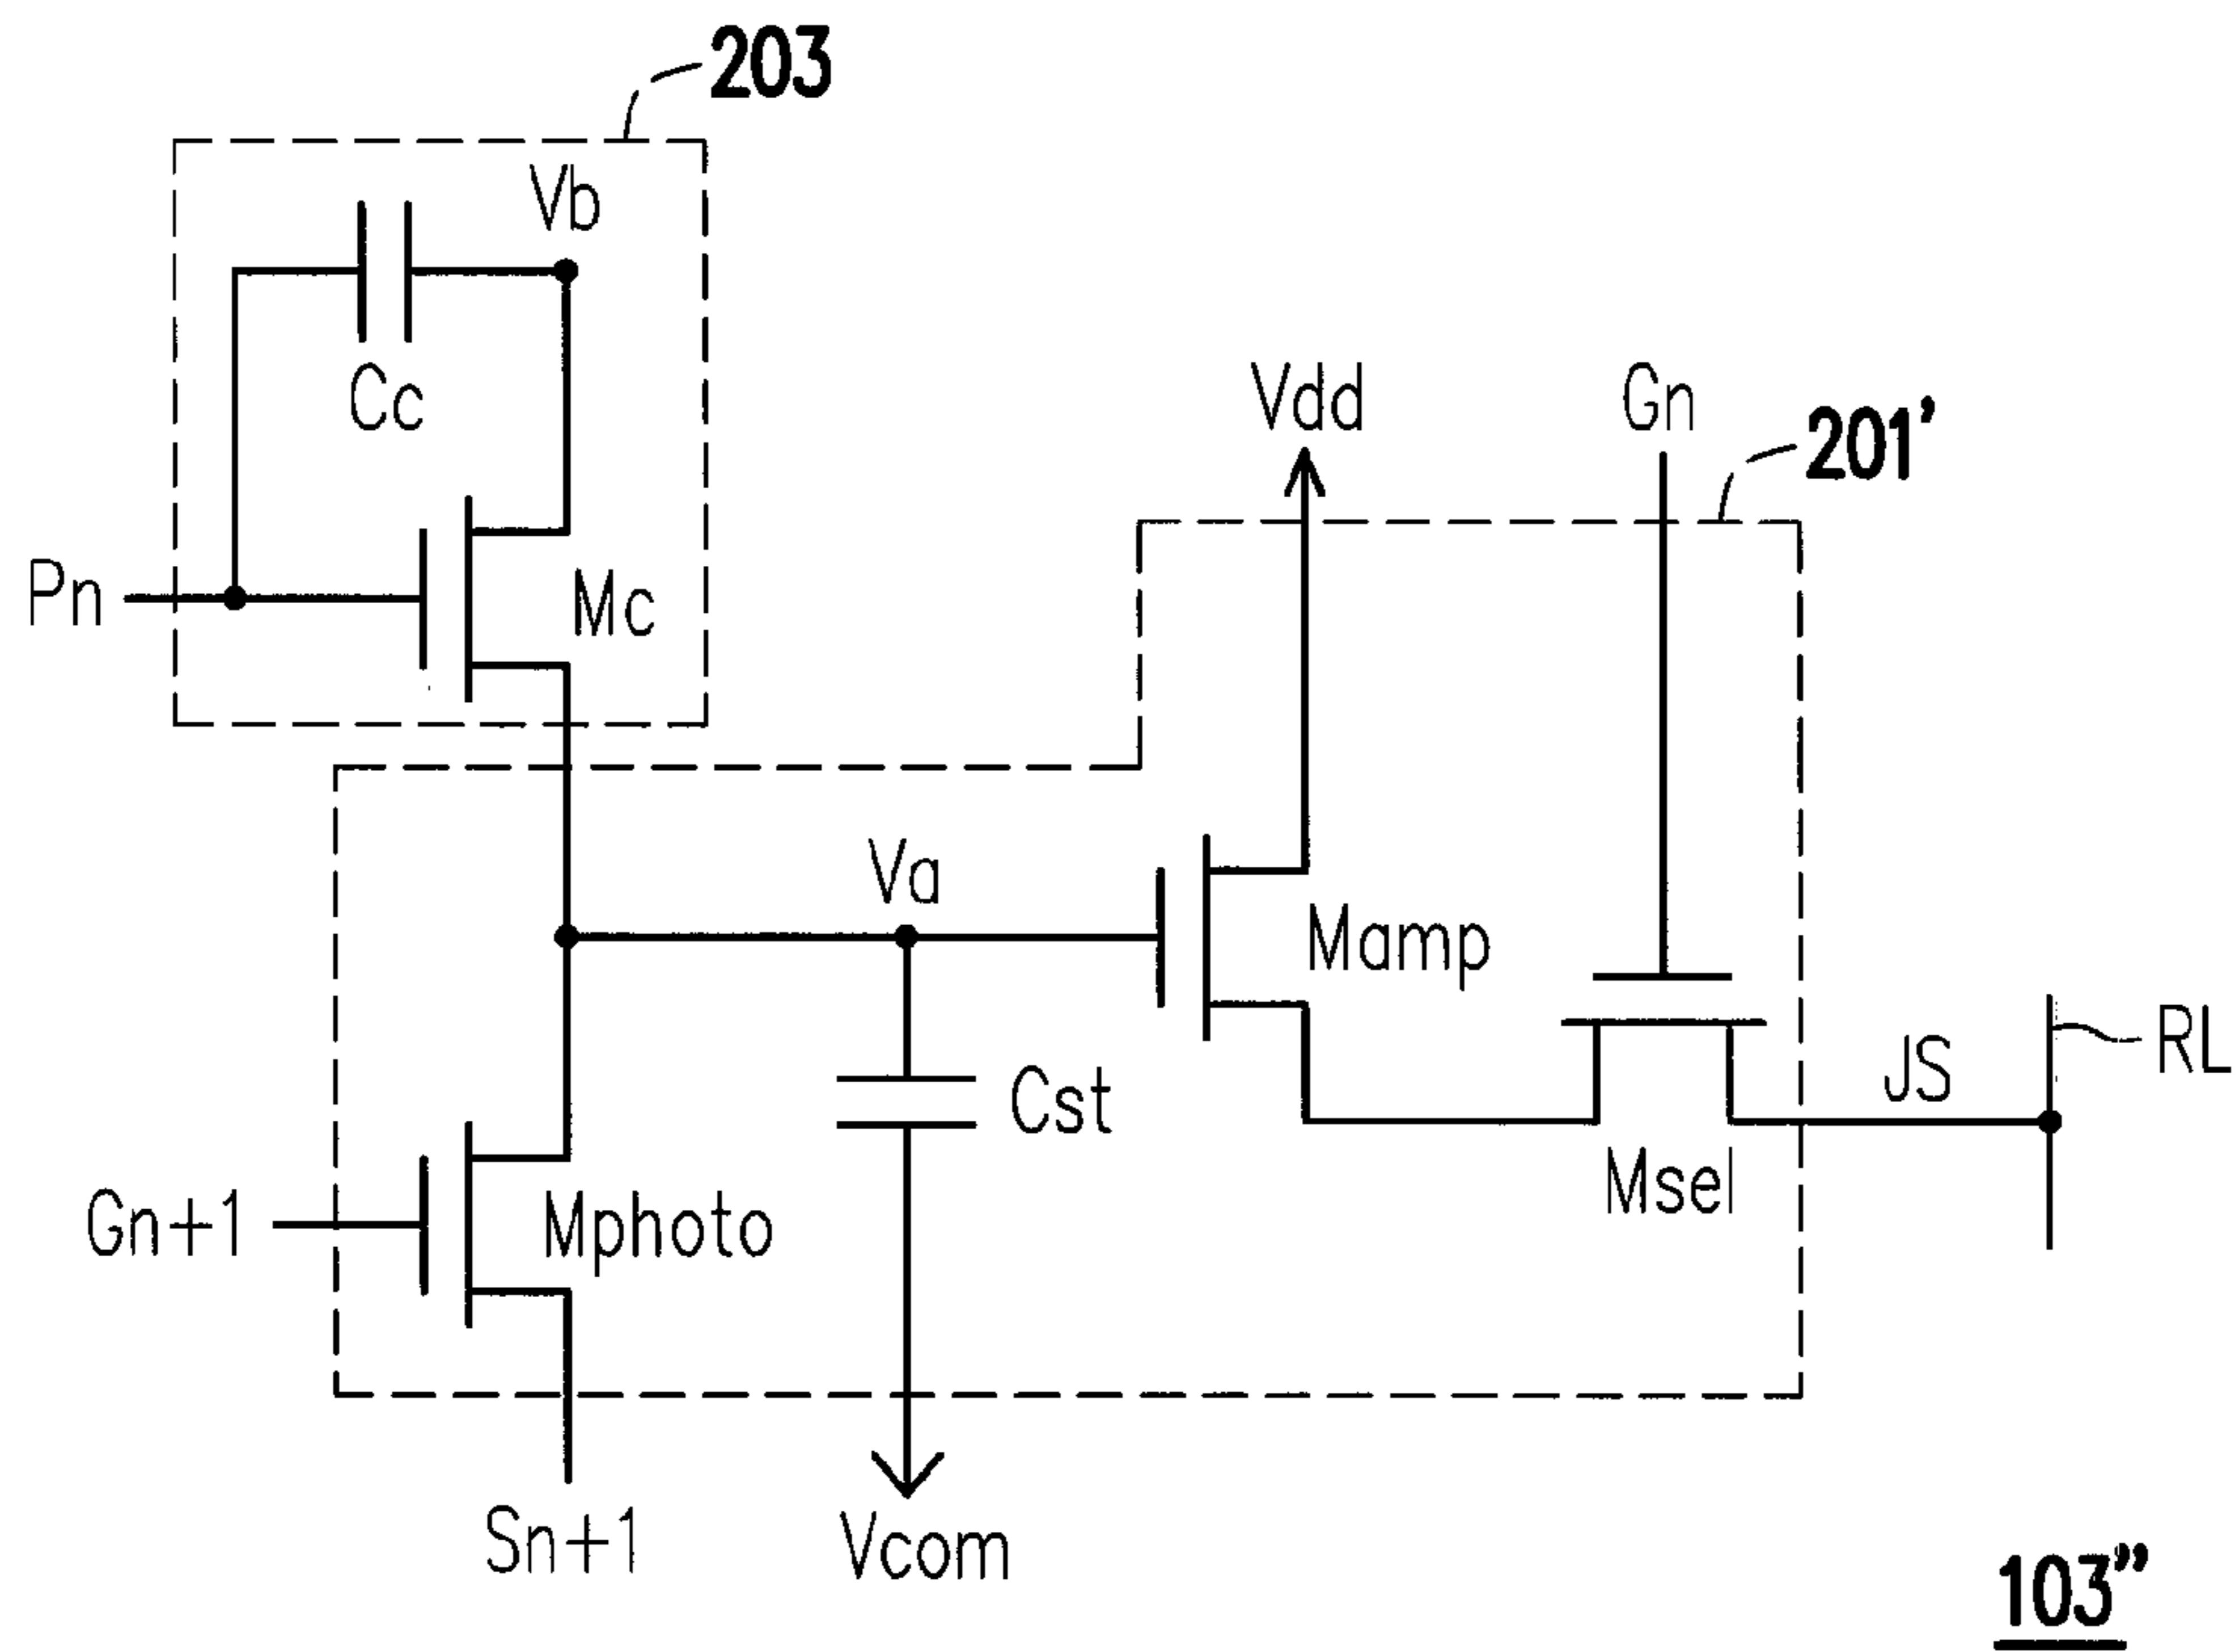 203
Vb
Cc
Vdd
Gn
201’
Pn
Mc
Va
Mamp
RL
Cst
JS
Msel
Gn+1
Mphoto
Sn+1
Vcom
103”